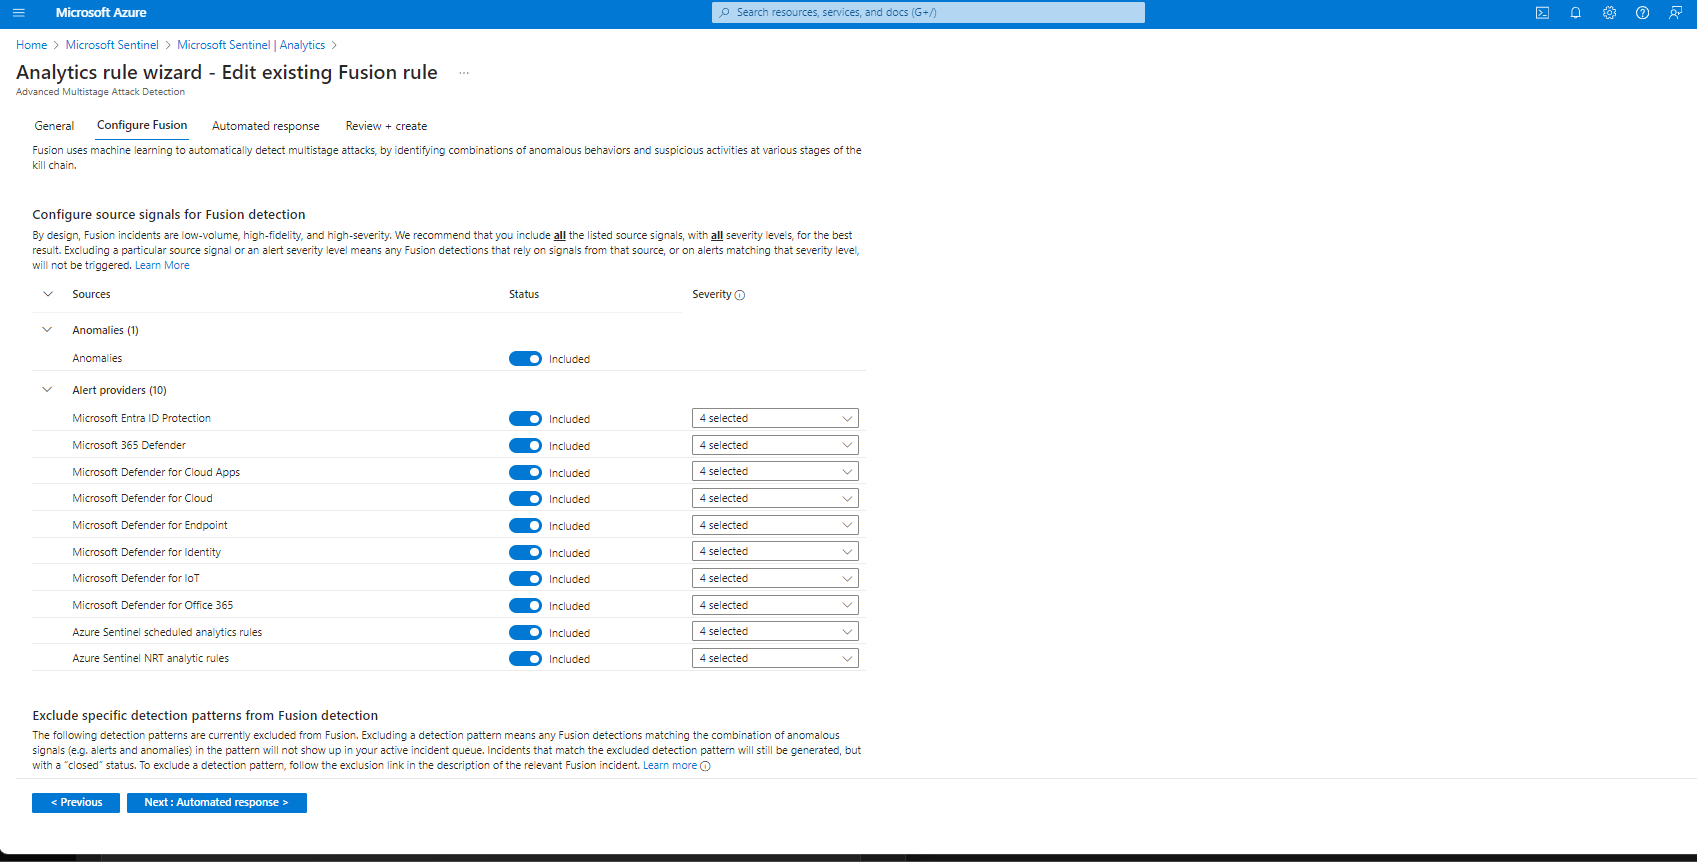 Microsoft Azure
Search resources, services, and docs (G+/)
Home > Microsoft Sentinel > Microsoft Sentinel | Analytics >
Analytics rule wizard - Edit existing Fusion rule ...
Advanced Multistage Attack Detection
General Configure Fusion Automated response Review + create
Fusion uses machine learning to automatically detect multistage attacks, by identifying combinations of anomalous behaviors and suspicious activities at various stages of the
kill chain.
Configure source signals for Fusion detection
By design, Fusion incidents are low-volume, high-fidelity, and high-severity. We recommend that you include all the listed source signals, with all severity levels, for the best
result. Excluding a particular source signal or an alert severity level means any Fusion detections that rely on signals from that source, or on alerts matching that severity level,
will not be triggered. Learn More
Sources Status Severity
Anomalies (1)
Anomalies Included
Alert providers (10)
Microsoft Entra ID Protection Included 4 selected
Microsoft 365 Defender Included 4 selected
Microsoft Defender for Cloud Apps Included 4 selected
Microsoft Defender for Cloud Included 4 selected
Microsoft Defender for Endpoint Included 4 selected
Microsoft Defender for Identity Included 4 selected
Microsoft Defender for IoT Included 4 selected
Microsoft Defender for Office 365 Included 4 selected
Azure Sentinel scheduled analytics rules Included 4 selected
Azure Sentinel NRT analytic rules Included 4 selected
Exclude specific detection patterns from Fusion detection
The following detection patterns are currently excluded from Fusion. Excluding a detection pattern means any Fusion detections matching the combination of anomalous
signals (e.g. alerts and anomalies) in the pattern will not show up in your active incident queue. Incidents that match the excluded detection pattern will still be generated, but
with a "closed" status. To exclude a detection pattern, follow the exclusion link in the description of the relevant Fusion incident. Learn more
< Previous Next : Automated response >